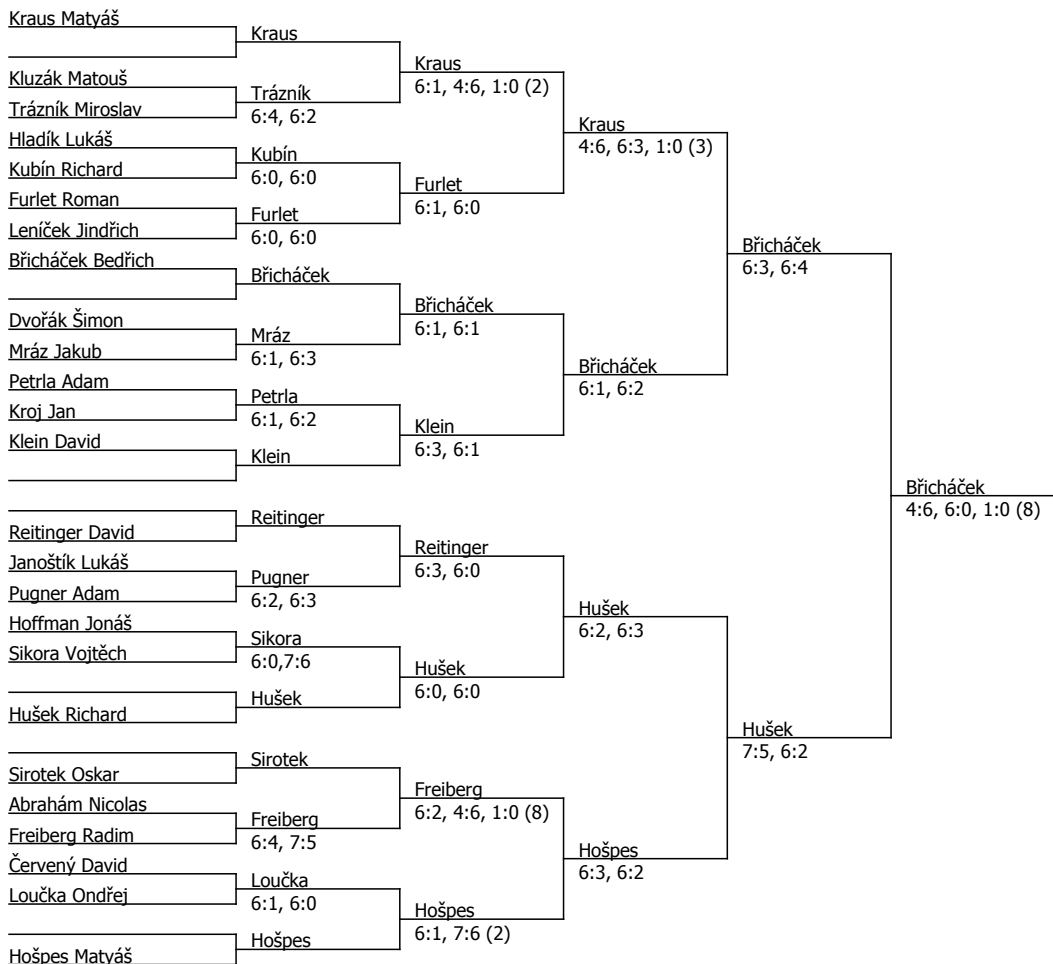 Kraus Matyáš
Kluzák Matouš
Trázník Miroslav
Hladík Lukáš
Kubín Richard
Furlet Roman
Leníček Jindřich
Břicháček Bedřich
Dvořák Šimon
Mráz Jakub
Petrla Adam
Kroj Jan
Klein David
Reitinger David
Janoštík Lukáš
Pugner Adam
Hoffman Jonáš
Sikora Vojtěch
Hušek Richard
Sirotek Oskar
Abrahám Nicolas
Freiberg Radim
Červený David
Loučka Ondřej
Hošpes Matyáš
Kraus
Trázník
6:4, 6:2
Kubín
6:0, 6:0
Furlet
6:0, 6:0
Břicháček
Mráz
6:1, 6:3
Petrla
6:1, 6:2
Klein
Reitinger
Pugner
6:2, 6:3
Sikora
6:0,7:6
Hušek
Sirotek
Freiberg
6:4, 7:5
Loučka
6:1, 6:0
Hošpes
Kraus
6:1, 4:6, 1:0 (2)
Furlet
6:1, 6:0
Břicháček
6:1, 6:1
Klein
6:3, 6:1
Reitinger
6:3, 6:0
Hušek
6:0, 6:0
Freiberg
6:2, 4:6, 1:0 (8)
Hošpes
6:1, 7:6 (2)
Kraus
4:6, 6:3, 1:0 (3)
Břicháček
6:1, 6:2
Hušek
6:2, 6:3
Hošpes
6:3, 6:2
Břicháček
6:3, 6:4
Hušek
7:5, 6:2
Břicháček
4:6, 6:0, 1:0 (8)